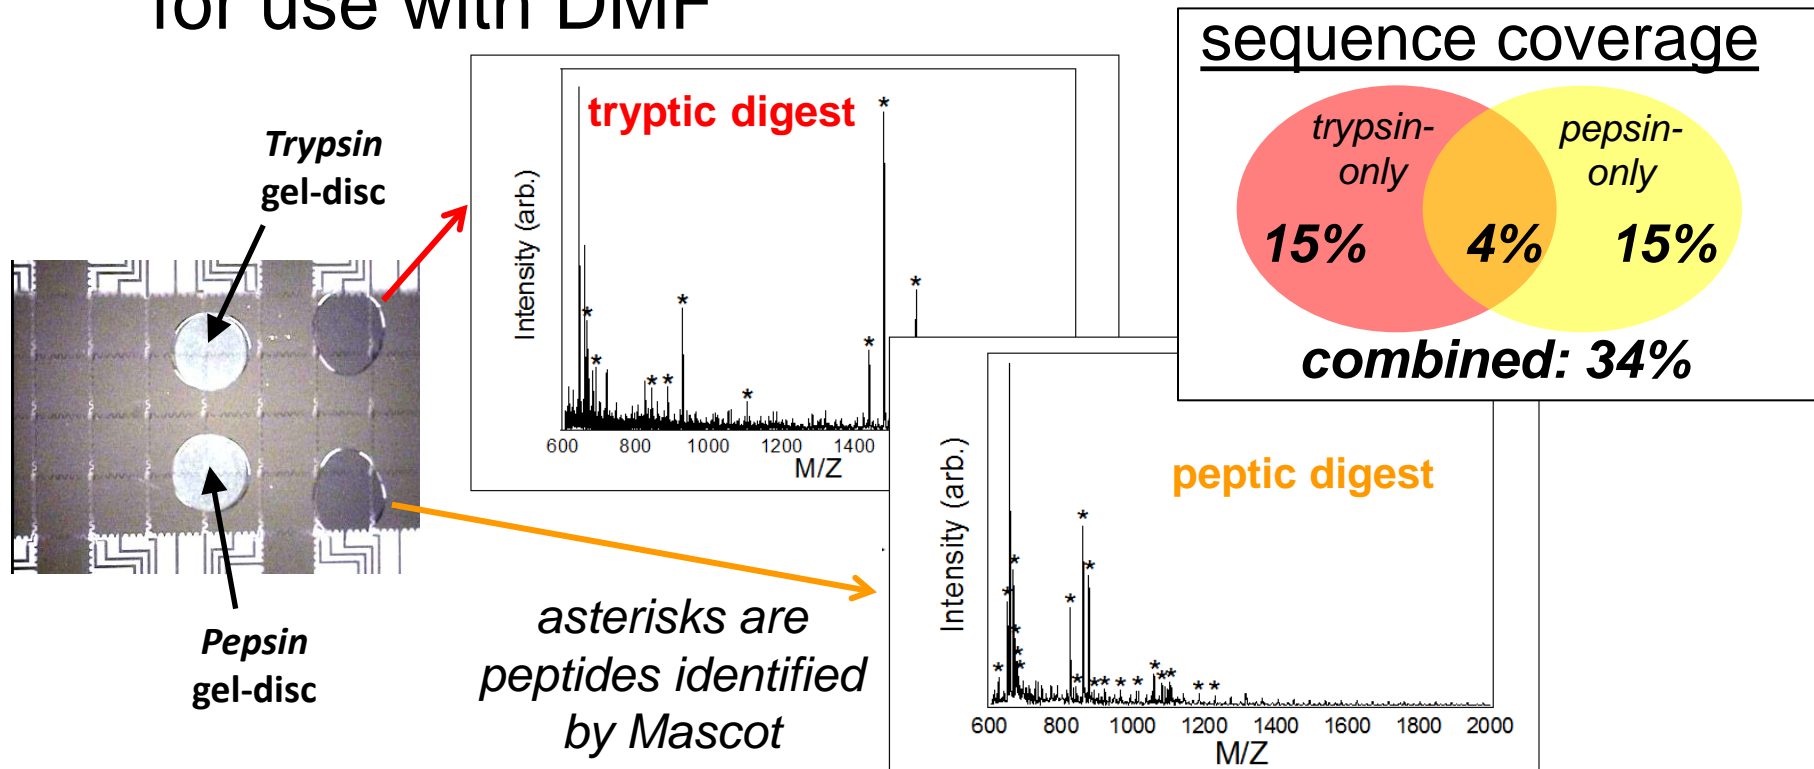 for use with DMF
sequence coverage
trypsin-
only
pepsin-
only
15%
4%
15%
combined: 34%
Trypsin
gel-disc
Pepsin
gel-disc
tryptic digest
Intensity (arb.)
* * * * * * * * * *
600 800 1000 1200 1400
M/Z
peptic digest
Intensity (arb.)
* * * * * * * * * * * * * * * * * * * *
600 800 1000 1200 1400 1600 1800 2000
M/Z
asterisks are
peptides identified
by Mascot